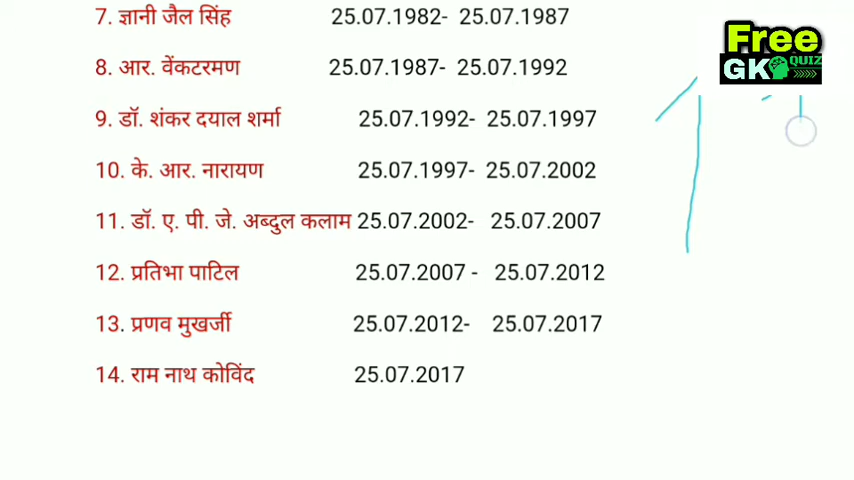 7. ज्ञानी जैल सिंह 25.07.1982- 25.07.1987
Free
GK QUIZ
8. आर. वेंकटरमण 25.07.1987- 25.07.1992
9. डॉ. शंकर दयाल शर्मा 25.07.1992- 25.07.1997
10. के. आर. नारायण 25.07.1997- 25.07.2002
11. डॉ. ए. पी. जे. अब्दुल कलाम 25.07.2002- 25.07.2007
12. प्रतिभा पाटिल 25.07.2007 - 25.07.2012
13. प्रणव मुखर्जी 25.07.2012- 25.07.2017
14. राम नाथ कोविंद 25.07.2017